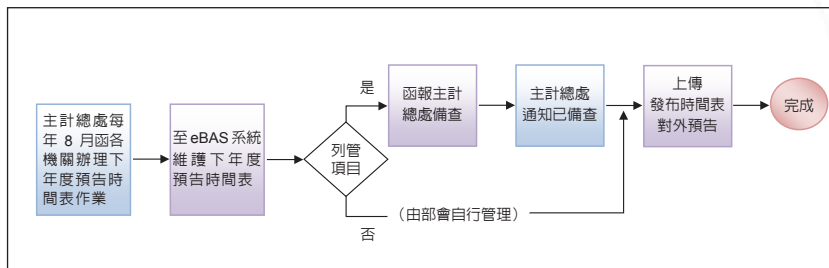 主計總處每
年 8 月函各
機關辦理下
年度預告時
間表作業
至 eBAS 系統
維護下年度
預告時間表
列管
項目
是
函報主計
總處備查
主計總處
通知已備查
上傳
發布時間表
對外預告
完成
否
（由部會自行管理）